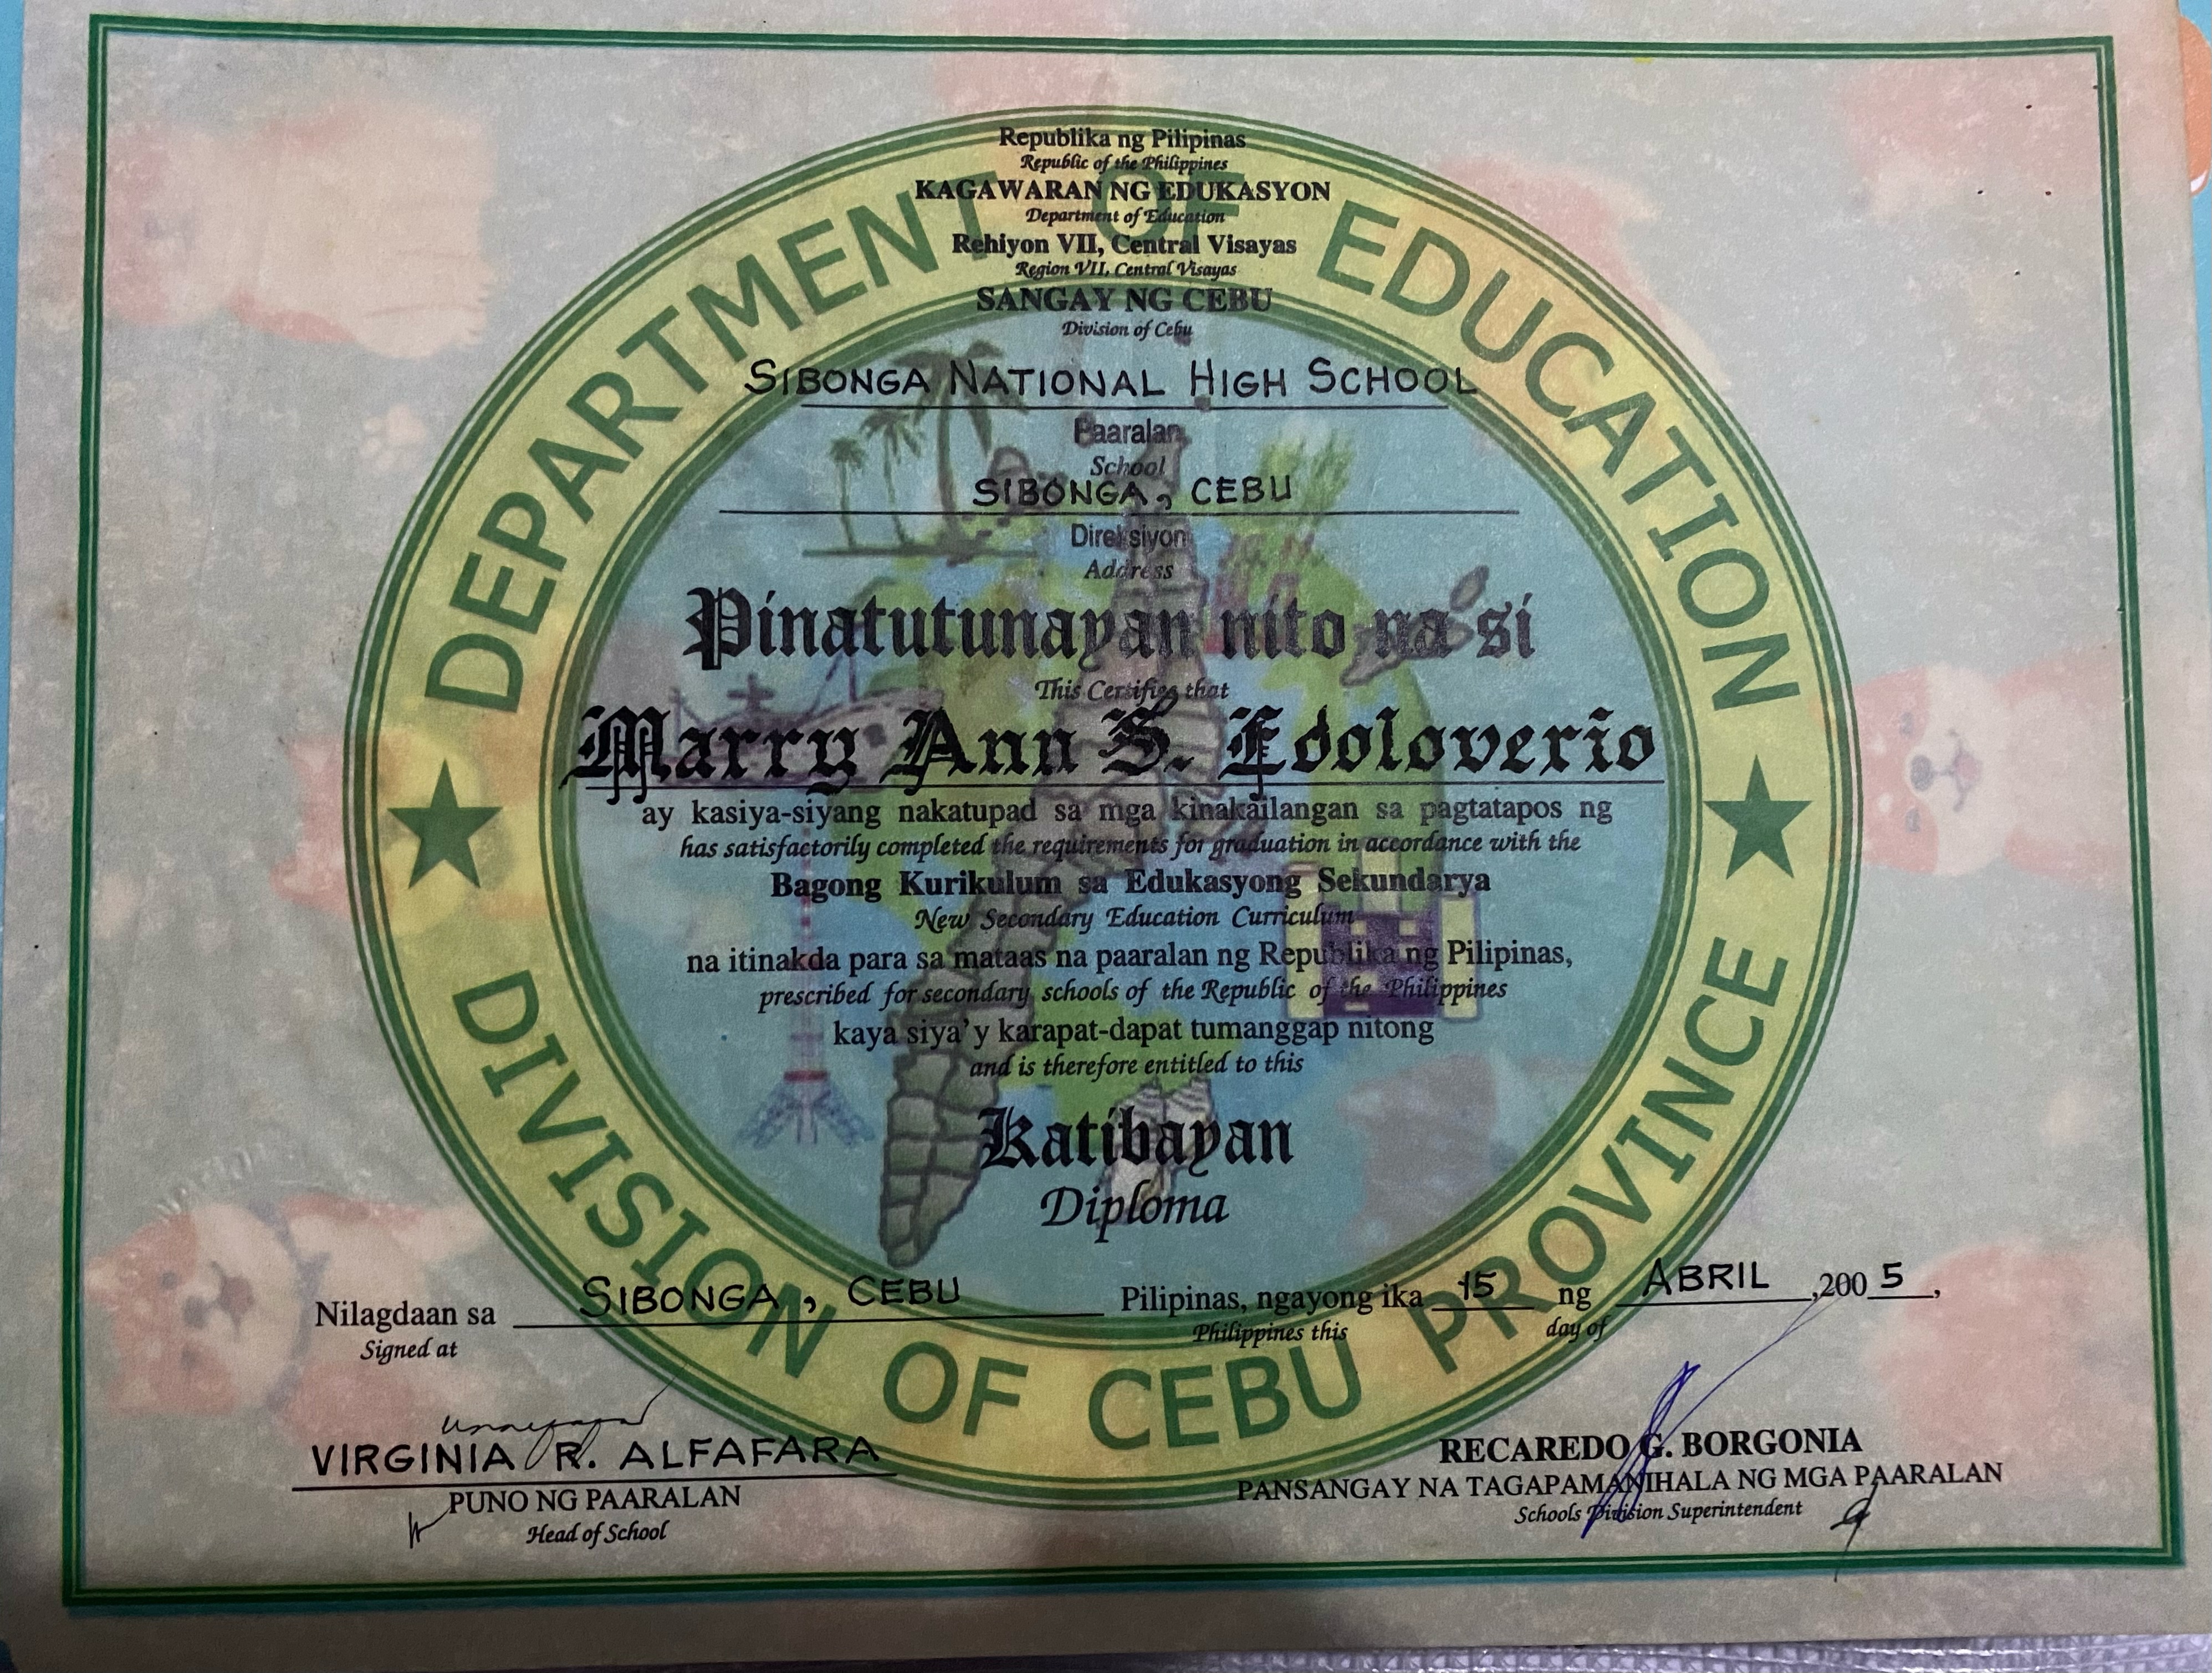 Republika ng Pilipinas
Republic of the Philippines
KAGAWARAN NG EDUKASYON
Department of Education
Rehiyon VII, Central Visayas
Region VII, Central Visayas
SANGAY NG CEBU
Division of Cebu
DEPARTMENT OF EDUCATION
SIBONGA NATIONAL HIGH SCHOOL
Paaralan
School
SIBONGA, CEBU
Direksiyon
Address
Pinatutunayan nito na si
This Certifies that
Marry Ann S. Edoloverio
ay kasiya-siyang nakatupad sa mga kinakailangan sa pagtatapos ng
has satisfactorily completed the requirements for graduation in accordance with the
Bagong Kurikulum sa Edukasyong Sekundarya
New Secondary Education Curriculum
na itinakda para sa mataas na paaralan ng Republika ng Pilipinas,
prescribed for secondary schools of the Republic of the Philippines
kaya siya'y karapat-dapat tumanggap nitong
and is therefore entitled to this
Katibayan
Diploma
Nilagdaan sa SIBONGA, CEBU Pilipinas, ngayong ika 15 ng ABRIL, 2005,
Signed at Philippines this day of
DIVISION OF CEBU PROVINCE
VIRGINIA R. ALFAFARA
PUNO NG PAARALAN
Head of School
RECAREDO G. BORGONIA
PANSANGAY NA TAGAPAMANIHALA NG MGA PAARALAN
Schools Division Superintendent